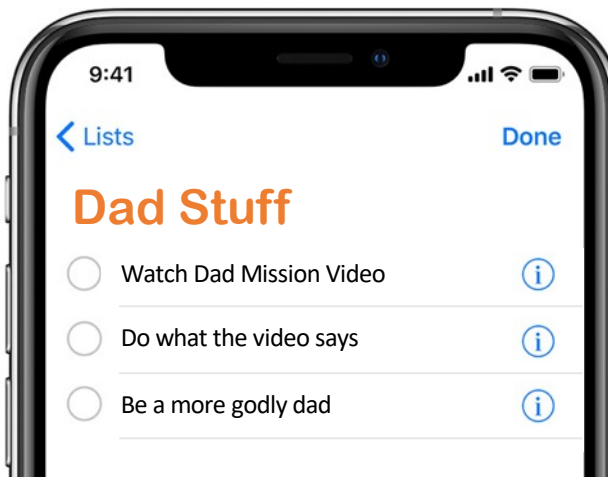 9:41
Lists Done
Dad Stuff
Watch Dad Mission Video
Do what the video says
Be a more godly dad